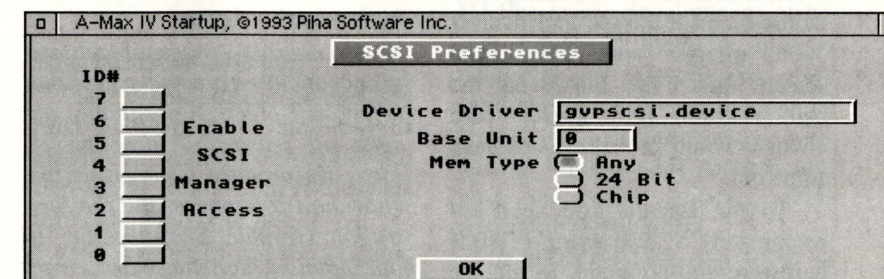 A-Max IV Startup, ©1993 Piha Software Inc.
SCSI Preferences
ID#
7
6
5
4
3
2
1
0
Enable
SCSI
Manager
Access
Device Driver gvpscsi.device
Base Unit 0
Mem Type Any
24 Bit
Chip
OK